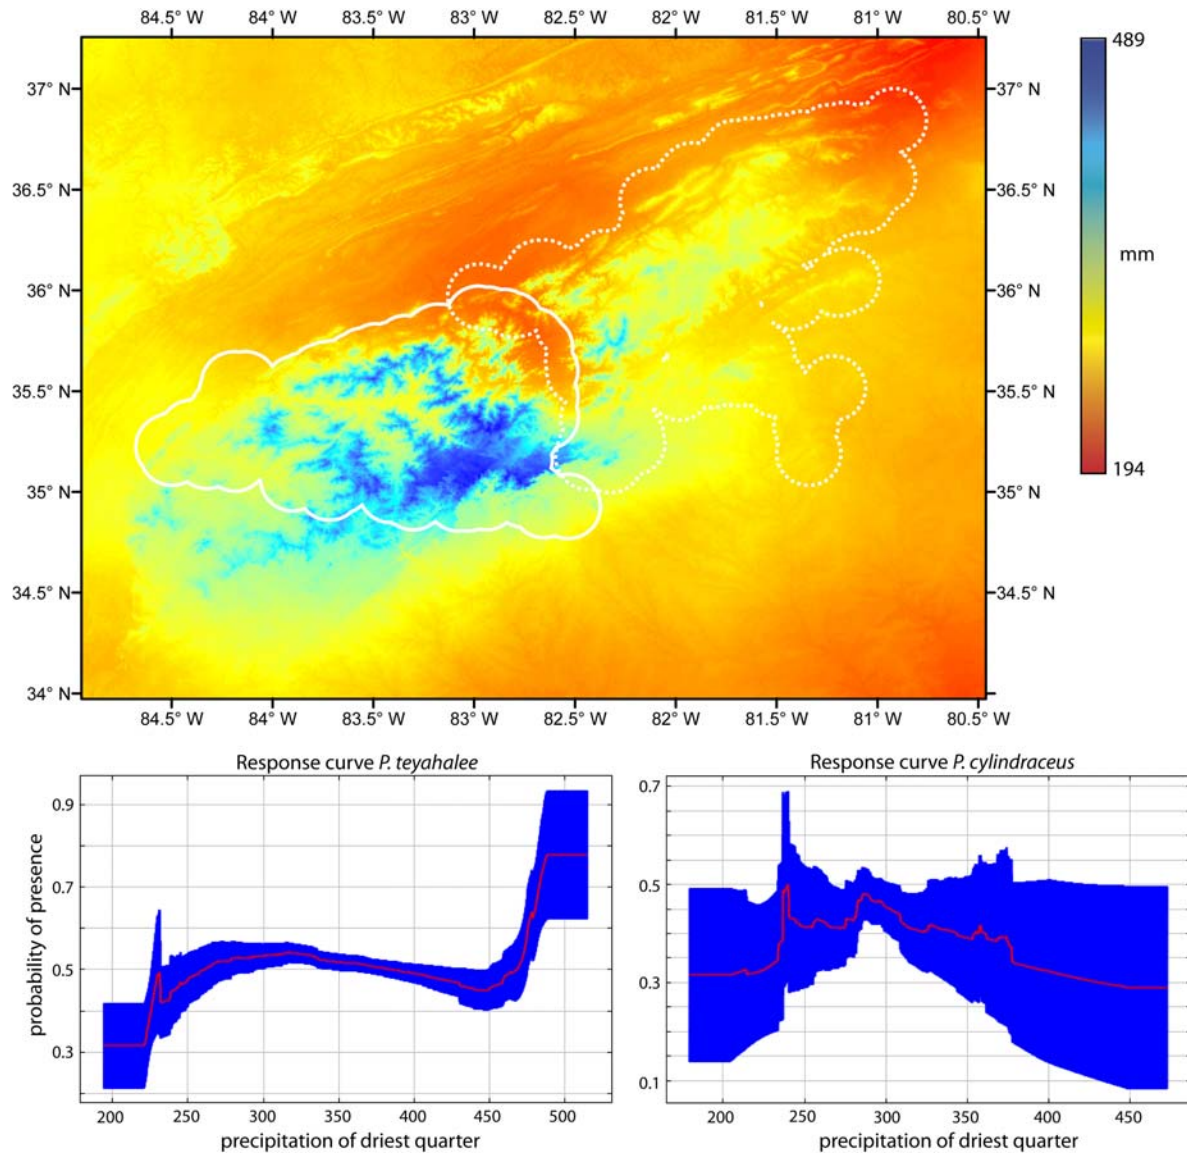 84.5° W 84° W 83.5° W 83° W 82.5° W 82° W 81.5° W 81° W 80.5° W
489
37° N 37° N
36.5° N 36.5° N
mm
36° N 36° N
35.5° N 35.5° N
194
35° N 35° N
34.5° N 34.5° N
34° N
84.5° W 84° W 83.5° W 83° W 82.5° W 82° W 81.5° W 81° W 80.5° W
Response curve P. teyahalee
probability of presence
0.9
0.7
0.5
0.3
200 250 300 350 400 450 500
precipitation of driest quarter
Response curve P. cylindraceus
0.7
0.5
0.3
0.1
200 250 300 350 400 450
precipitation of driest quarter